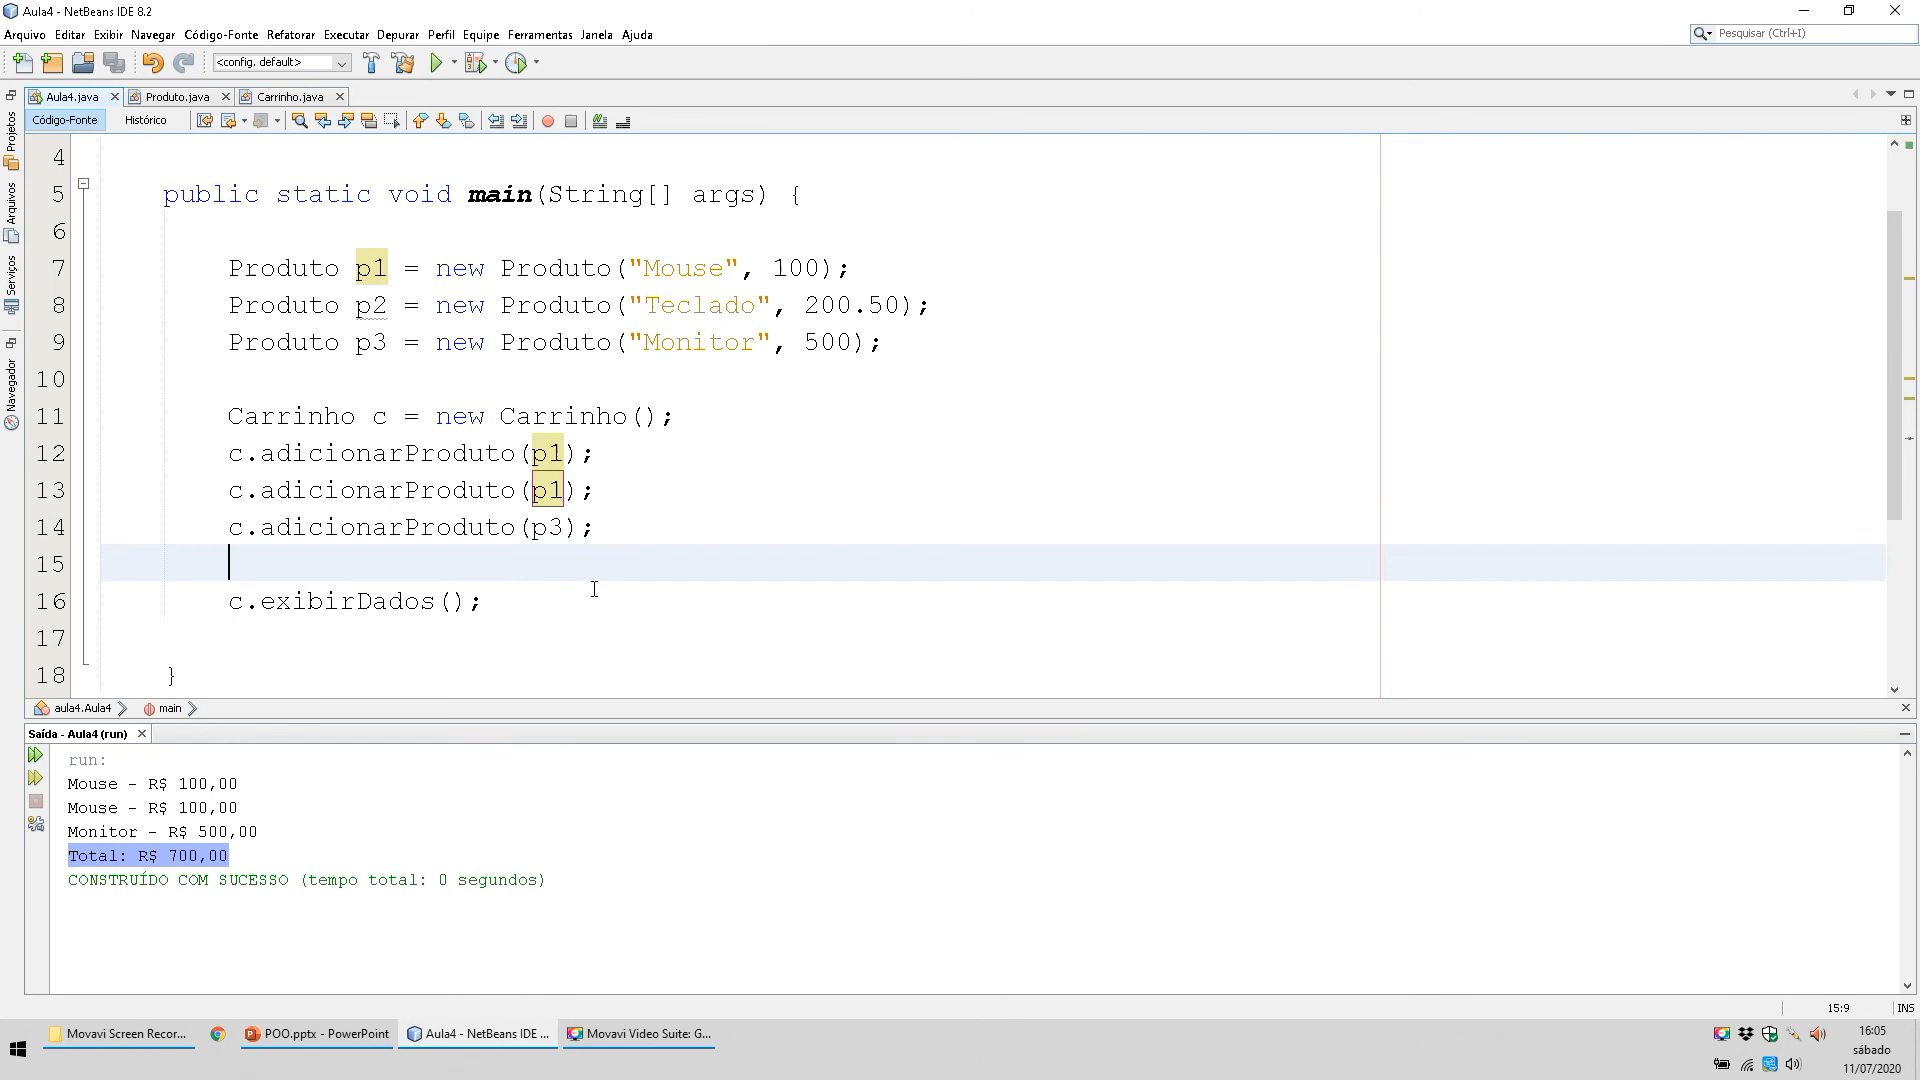 Aula4 - NetBeans IDE 8.2
Arquivo Editar Exibir Navegar Código-Fonte Refatorar Executar Depurar Perfil Equipe Ferramentas Janela Ajuda
Pesquisar (Ctrl+I)
<config. default>
Aula4.java Produto.java Carrinho.java
Código-Fonte Histórico
Projetos
Arquivos
Serviços
Navegador
4
5 public static void main(String[] args) {
6
7 Produto p1 = new Produto("Mouse", 100);
8 Produto p2 = new Produto("Teclado", 200.50);
9 Produto p3 = new Produto("Monitor", 500);
10
11 Carrinho c = new Carrinho();
12 c.adicionarProduto(p1);
13 c.adicionarProduto(p1);
14 c.adicionarProduto(p3);
15
16 c.exibirDados();
17
18 }
aula4.Aula4 main
Saída - Aula4 (run)
run:
Mouse - R$ 100,00
Mouse - R$ 100,00
Monitor - R$ 500,00
Total: R$ 700,00
CONSTRUÍDO COM SUCESSO (tempo total: 0 segundos)
15:9 INS
Movavi Screen Recor... POO.pptx - PowerPoint Aula4 - NetBeans IDE ... Movavi Video Suite: G...
16:05
sábado
11/07/2020